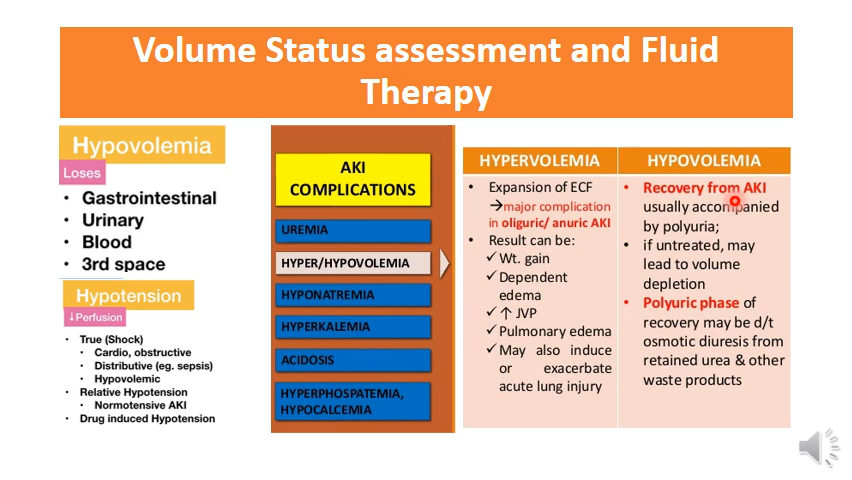 Volume Status assessment and Fluid
Therapy
Hypovolemia
Loses
• Gastrointestinal
• Urinary
• Blood
• 3rd space
Hypotension
↓Perfusion
• True (Shock)
• Cardio, obstructive
• Distributive (eg. sepsis)
• Hypovolemic
• Relative Hypotension
• Normotensive AKI
• Drug induced Hypotension
AKI
COMPLICATIONS
UREMIA
HYPER/HYPOVOLEMIA
HYPONATREMIA
HYPERKALEMIA
ACIDOSIS
HYPERPHOSPATEMIA,
HYPOCALCEMIA
HYPERVOLEMIA
• Expansion of ECF
→major complication
in oliguric/ anuric AKI
• Result can be:
✓Wt. gain
✓Dependent
edema
✓↑ JVP
✓Pulmonary edema
✓May also induce
or exacerbate
acute lung injury
HYPOVOLEMIA
• Recovery from AKI
usually accompanied
by polyuria;
• if untreated, may
lead to volume
depletion
• Polyuric phase of
recovery may be d/t
osmotic diuresis from
retained urea & other
waste products